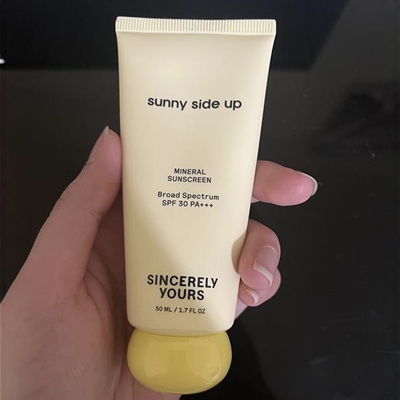 sunny side up
MINERAL
SUNSCREEN
Broad Spectrum
SPF 30 PA+++
SINCERELY
YOURS
50 ML / 1.7 FL OZ